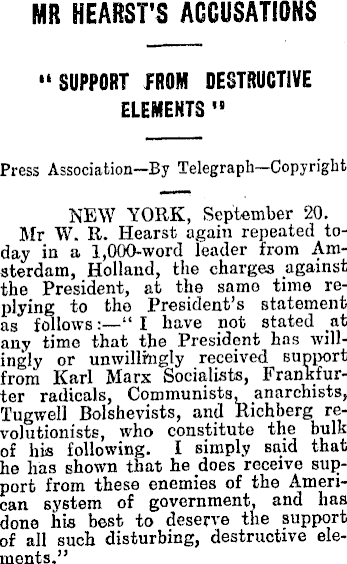 MR HEARST'S ACCUSATIONS
"SUPPORT FROM DESTRUCTIVE
ELEMENTS"
Press Association—By Telegraph—Copyright
NEW YORK, September 20.
Mr W. R. Hearst again repeated to-
day in a 1,000-word leader from Am-
sterdam, Holland, the charges against
the President, at the same time re-
plying to the President's statement
as follows:—"I have not stated at
any time that the President has will-
ingly or unwillingly received support
from Karl Marx Socialists, Frankfur-
ter radicals, Communists, anarchists,
Tugwell Bolshevists, and Richberg re-
volutionists, who constitute the bulk
of his following. I simply said that
he has shown that he does receive sup-
port from these enemies of the Ameri-
can system of government, and has
done his best to deserve the support
of all such disturbing, destructive ele-
ments."